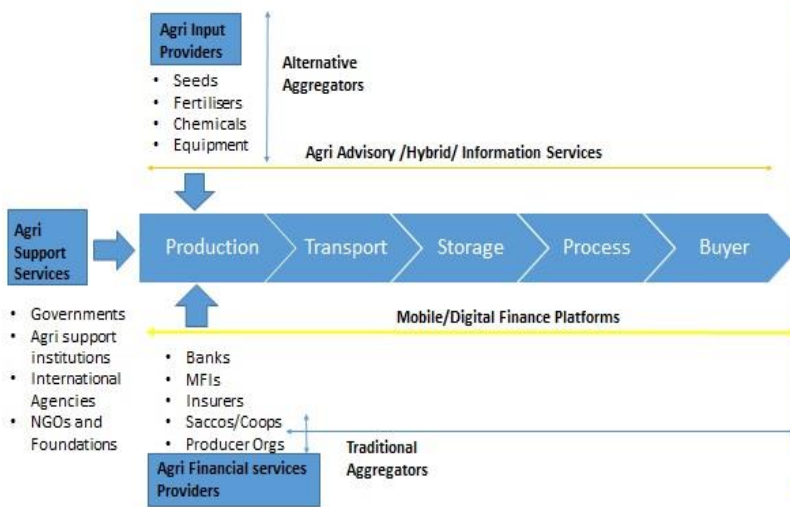 Agri Input
Providers
• Seeds
• Fertilisers
• Chemicals
• Equipment
Alternative
Aggregators
Agri Advisory /Hybrid/ Information Services
Agri
Support
Services
Production
Transport
Storage
Process
Buyer
• Governments
• Agri support
institutions
• International
Agencies
• NGOs and
Foundations
Mobile/Digital Finance Platforms
• Banks
• MFIs
• Insurers
• Saccos/Coops
• Producer Orgs
Traditional
Aggregators
Agri Financial services
Providers